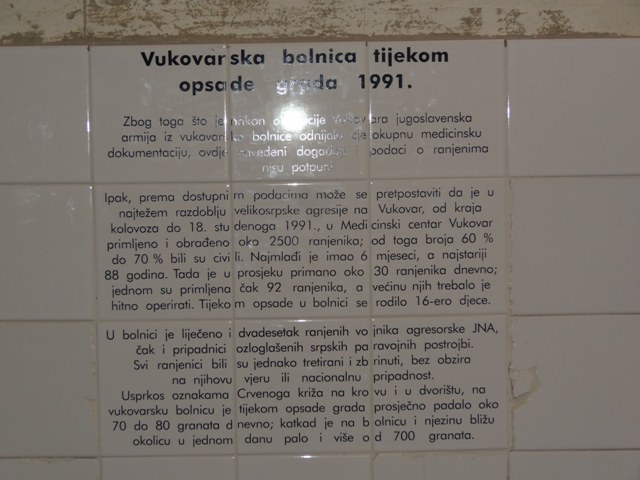 Vukovarska bolnica tijekom
opsade grada 1991.
Zbog toga što je nakon okupacije Vukovara jugoslavenska
armija iz vukovarske bolnice odnijela cjelokupnu medicinsku
dokumentaciju, ovdje navedeni događaji i podaci o ranjenima
nisu potpuni
Ipak, prema dostupnim podacima može se pretpostaviti da je u
najtežem razdoblju velikosrpske agresije na Vukovar, od kraja
kolovoza do 18. studenoga 1991., u Medicinski centar Vukovar
primljeno i obrađeno oko 2500 ranjenika; od toga broja 60 %
do 70 % bili su civili. Najmlađi je imao 6 mjeseci, a najstariji
88 godina. Tada je u prosjeku primano oko 30 ranjenika dnevno;
jednom su primljena čak 92 ranjenika, a većinu njih trebalo je
hitno operirati. Tijekom opsade u bolnici se rodilo 16-ero djece.
U bolnici je liječeno i dvadesetak ranjenih vojnika agresorske JNA,
čak i pripadnici ozloglašenih srpskih paravojnih postrojbi.
Svi ranjenici bili su jednako tretirani i zbrinuti, bez obzira
na njihovu vjeru ili nacionalnu pripadnost.
Usprkos oznakama Crvenoga križa na krovu i u dvorištu, na
vukovarsku bolnicu je tijekom opsade grada prosječno padalo oko
70 do 80 granata dnevno; katkad je na bolnicu i njezinu bližu
okolicu u jednom danu palo i više od 700 granata.